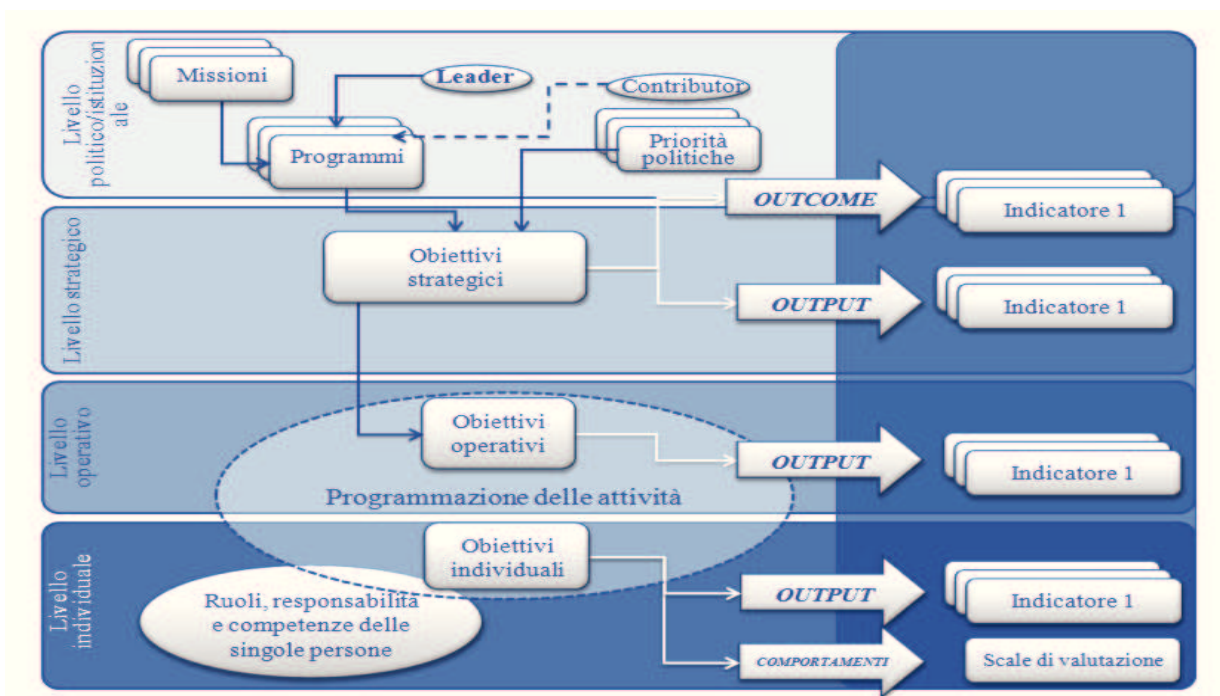 Livello
politico/istituzion
ale
Missioni
Leader
Contributor
Programmi
Priorità
politiche
OUTCOME
Indicatore 1
Livello strategico
Obiettivi
strategici
OUTPUT
Indicatore 1
Livello
operativo
Obiettivi
operativi
OUTPUT
Indicatore 1
Programmazione delle attività
Livello
individuale
Obiettivi
individuali
Ruoli, responsabilità
e competenze delle
singole persone
OUTPUT
Indicatore 1
COMPORTAMENTI
Scale di valutazione